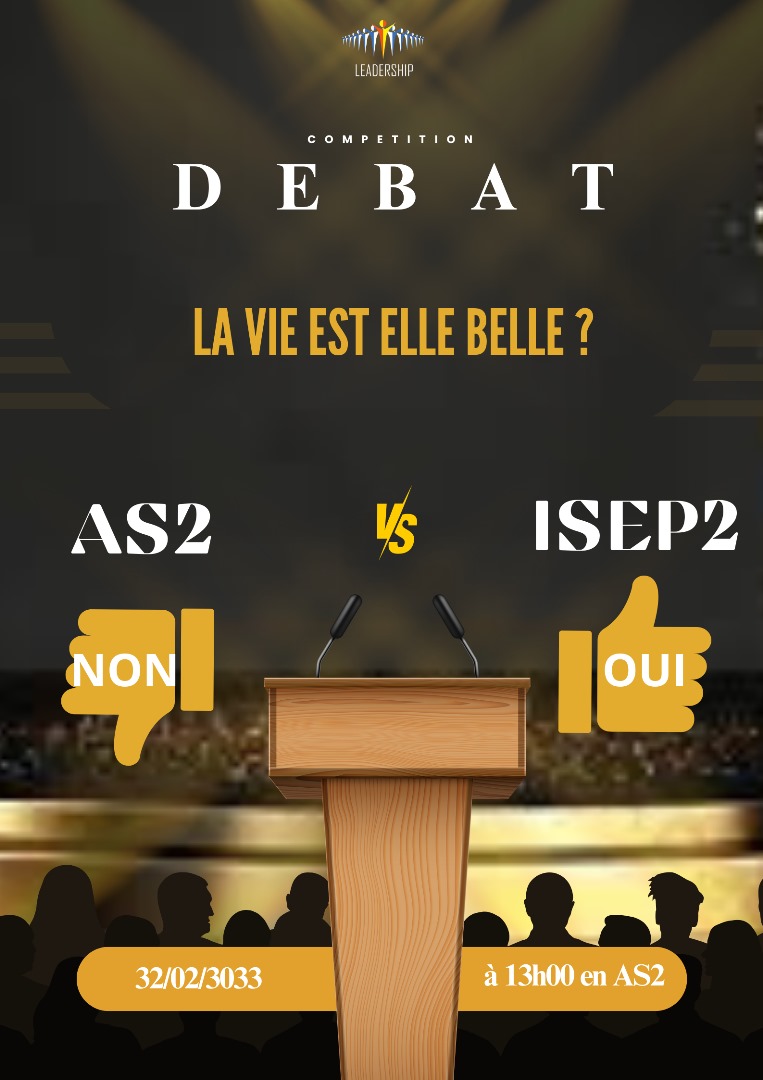 LEADERSHIP
COMPETITION
DEBAT
LA VIE EST ELLE BELLE ?
AS2 VS ISEP2
NON OUI
32/02/3033 à 13h00 en AS2